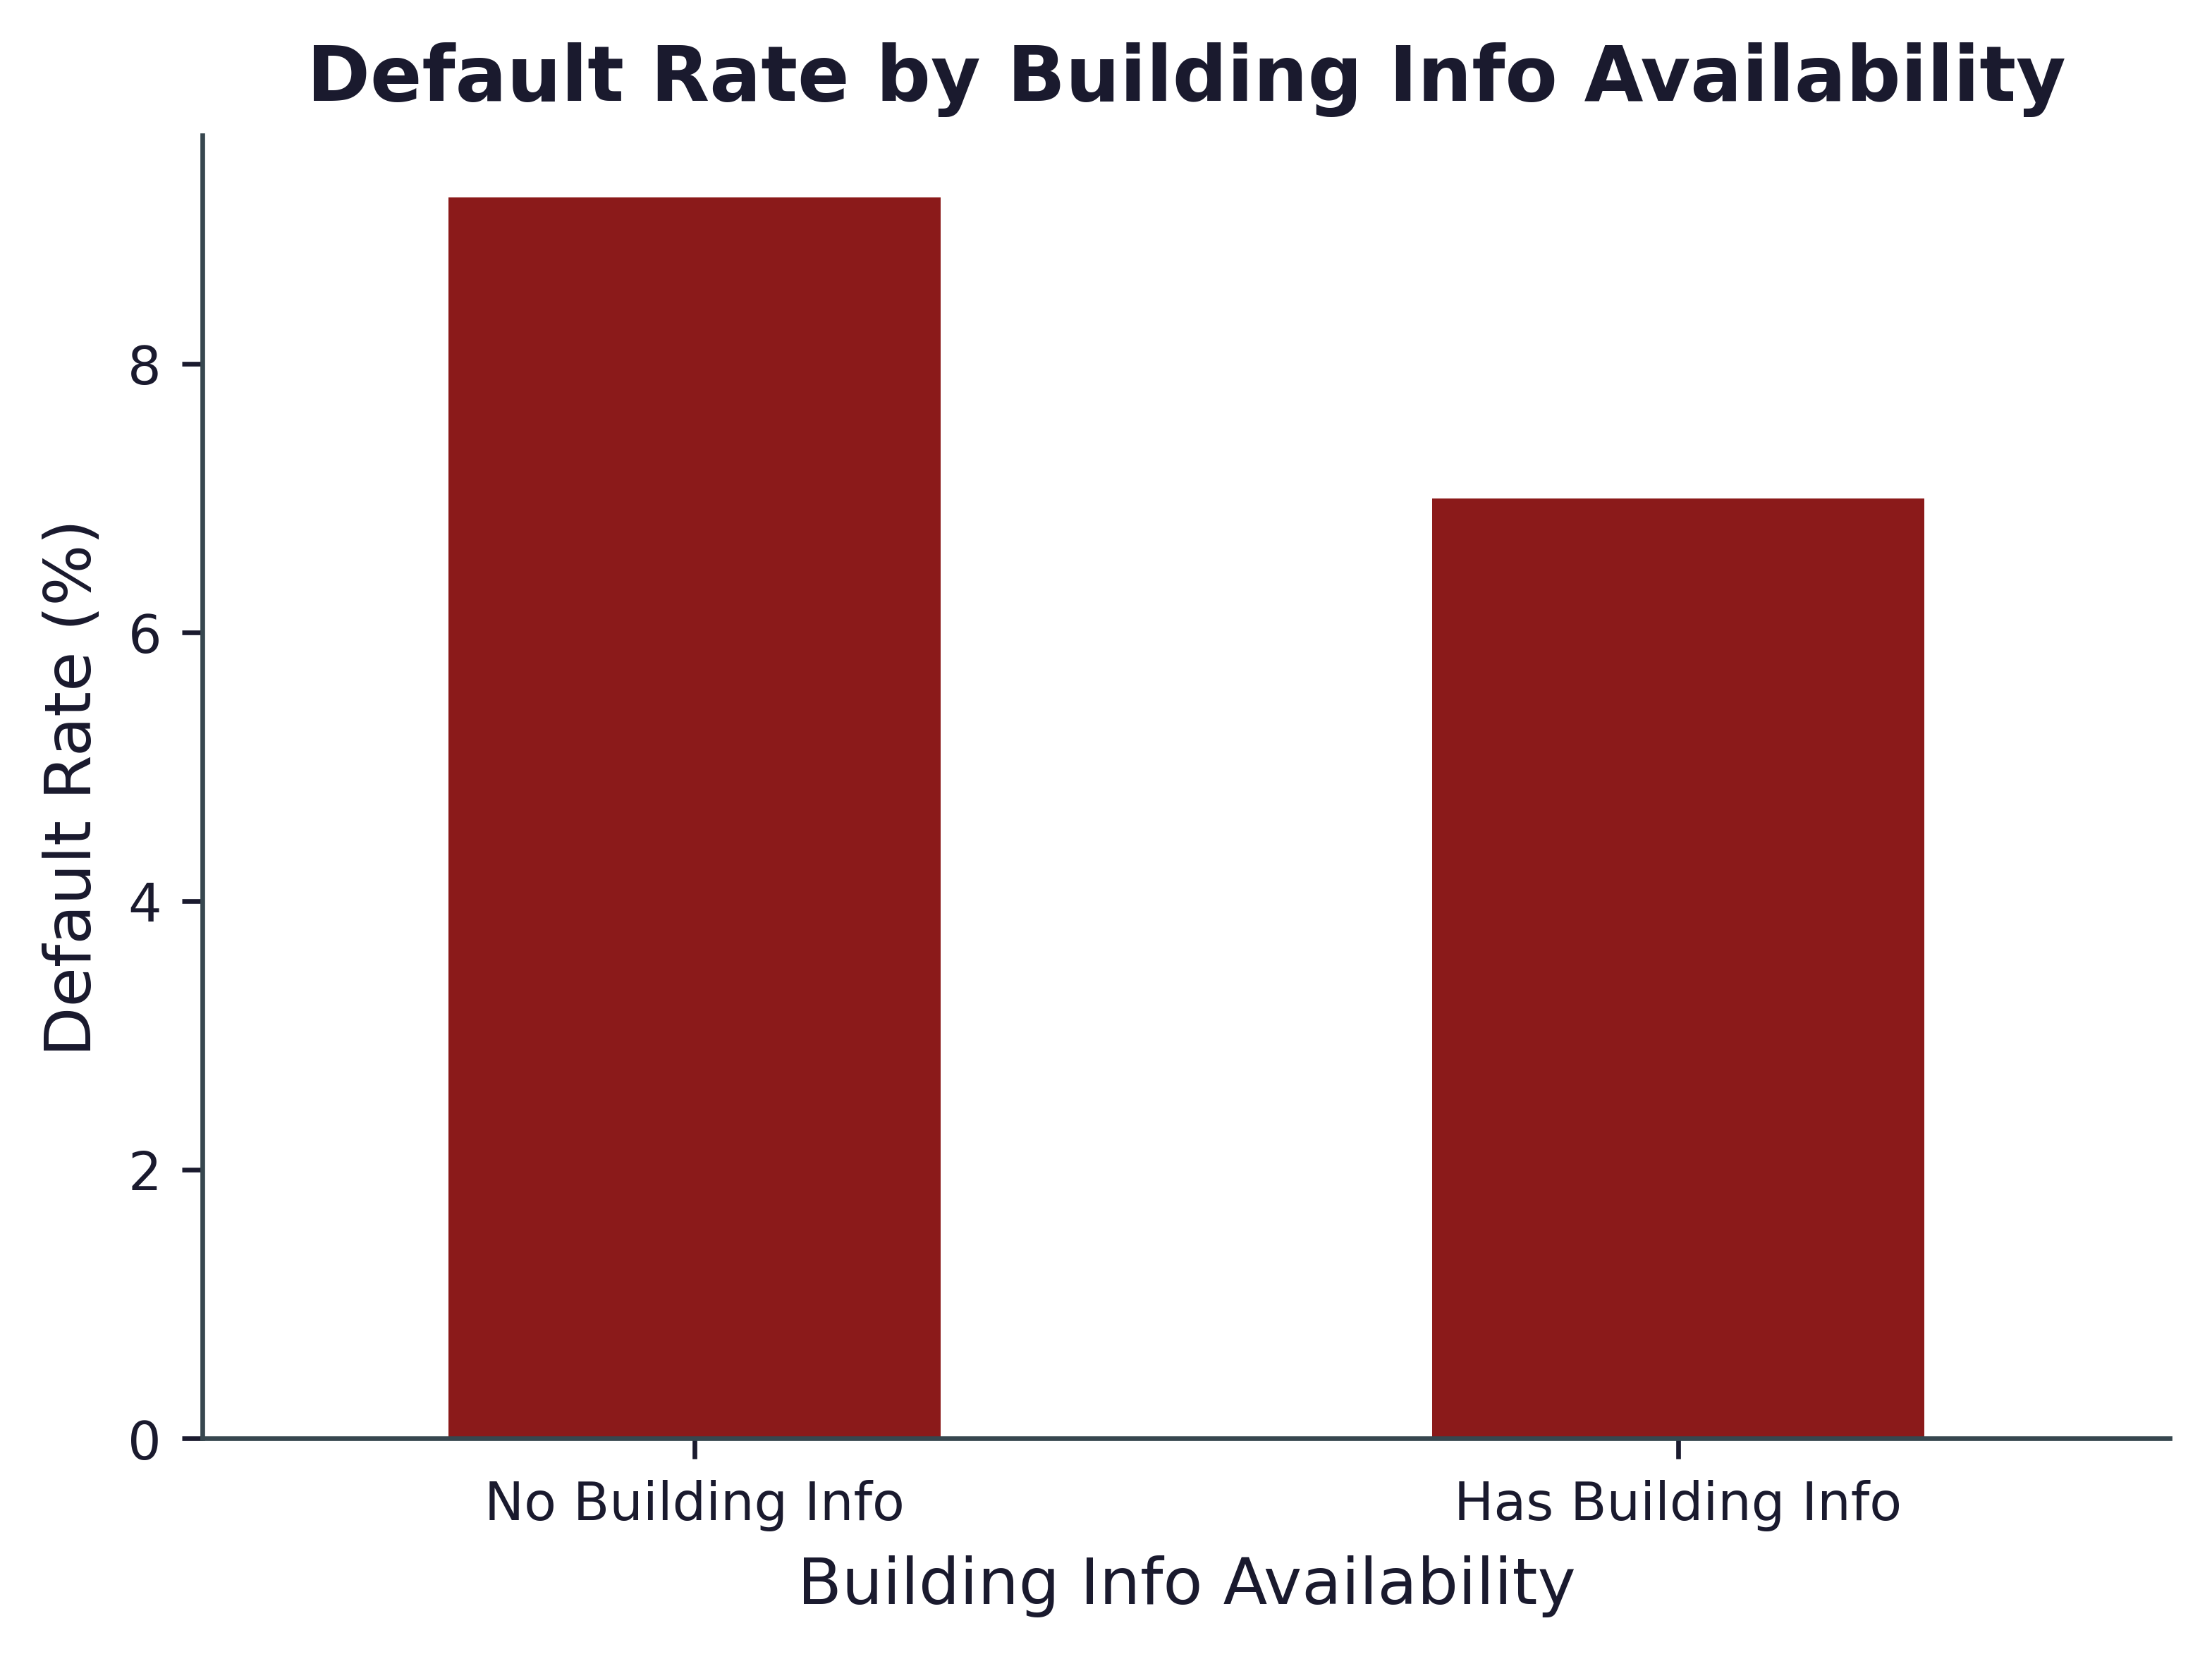 Default Rate by Building Info Availability
Default Rate (%)
8
6
4
2
0
No Building Info
Has Building Info
Building Info Availability